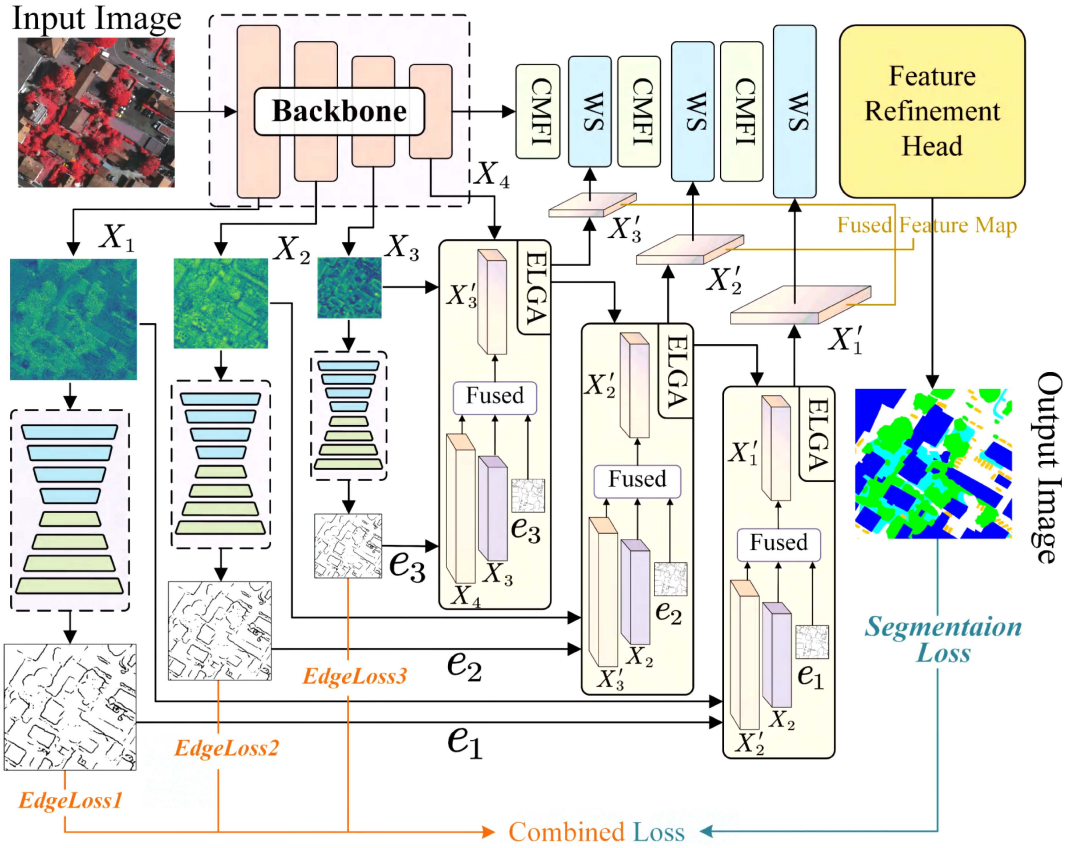 Input Image
Backbone
CMFI
WS
CMFI
WS
CMFI
WS
Feature
Refinement
Head
X₁
X₂
X₃
X₄
X′₃
X′₂
X′₁
Fused Feature Map
ELGA
X′₃
Fused
e₃
X₃
X₄
ELGA
X′₂
Fused
e₂
X₂
X′₃
ELGA
X′₁
Fused
e₁
X₂
X′₂
e₃
e₂
e₁
EdgeLoss3
EdgeLoss2
EdgeLoss1
Output Image
Segmentaion
Loss
Combined Loss